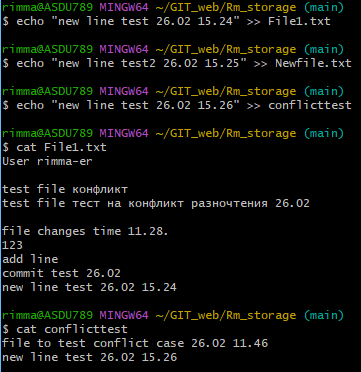 rimma@ASDU789 MINGW64 ~/GIT_web/Rm_storage (main)
$ echo "new line test 26.02 15.24" >> File1.txt
rimma@ASDU789 MINGW64 ~/GIT_web/Rm_storage (main)
$ echo "new line test2 26.02 15.25" >> Newfile.txt
rimma@ASDU789 MINGW64 ~/GIT_web/Rm_storage (main)
$ echo "new line test 26.02 15.26" >> conflicttest
rimma@ASDU789 MINGW64 ~/GIT_web/Rm_storage (main)
$ cat File1.txt
User rimma-er
test file конфликт
test file тест на конфликт разночтения 26.02
file changes time 11.28.
123
add line
commit test 26.02
new line test 26.02 15.24
rimma@ASDU789 MINGW64 ~/GIT_web/Rm_storage (main)
$ cat conflicttest
file to test conflict case 26.02 11.46
new line test 26.02 15.26